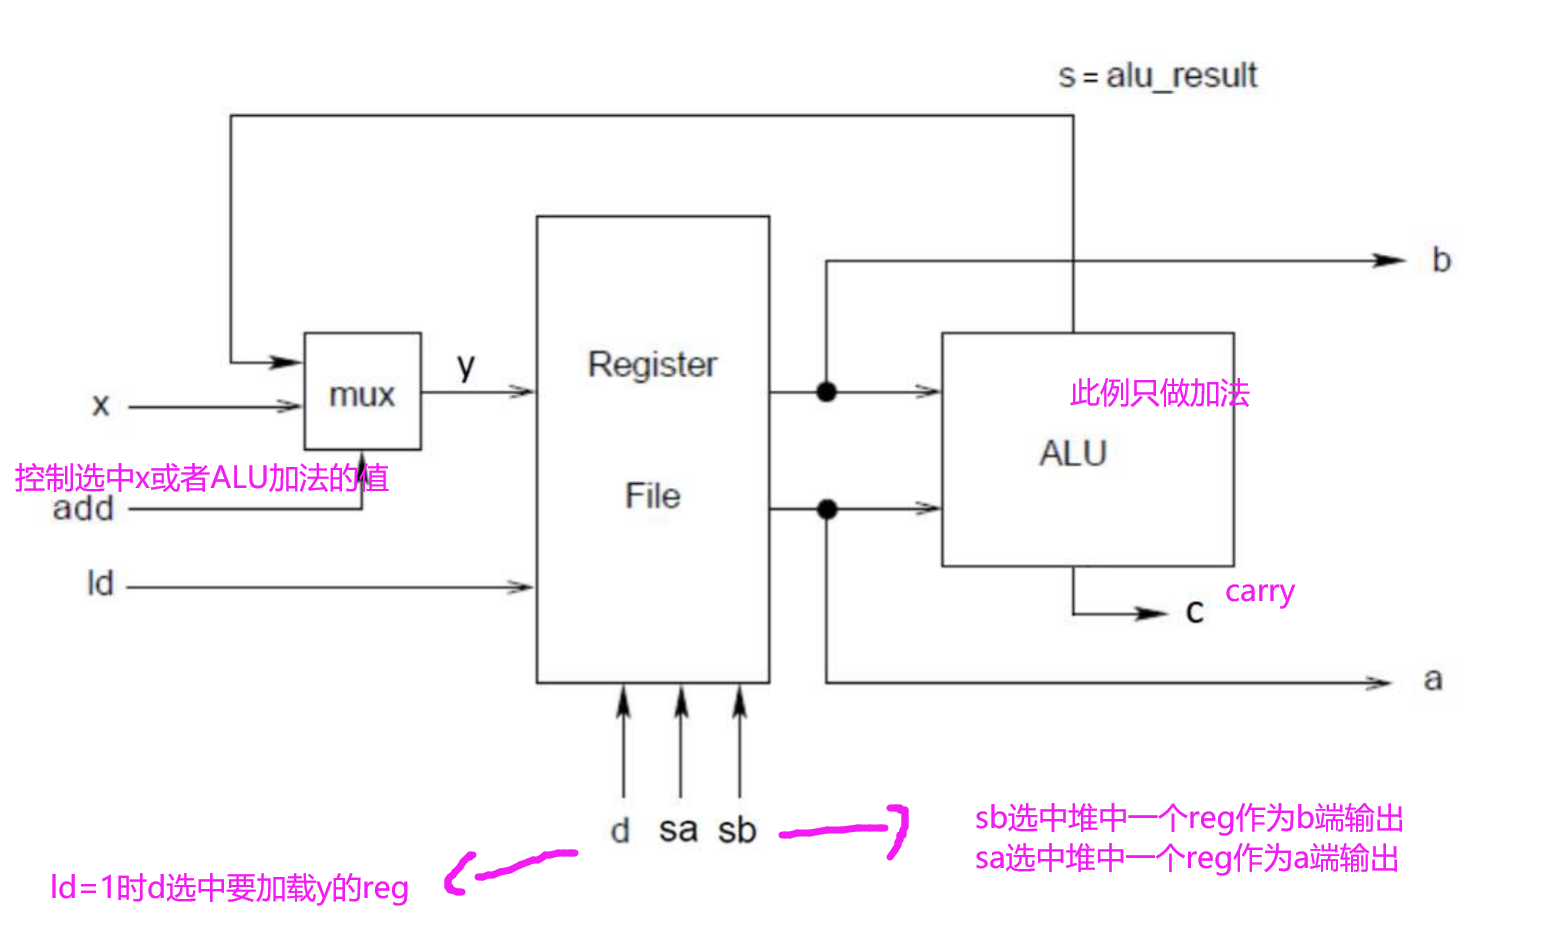 s = alu_result
b
y
Register
此例只做加法
mux
x
ALU
控制选中x或者ALU加法的值
File
add
ld
carry
c
a
sb选中堆中一个reg作为b端输出
d
sa
sb
sa选中堆中一个reg作为a端输出
ld=1时d选中要加载y的reg